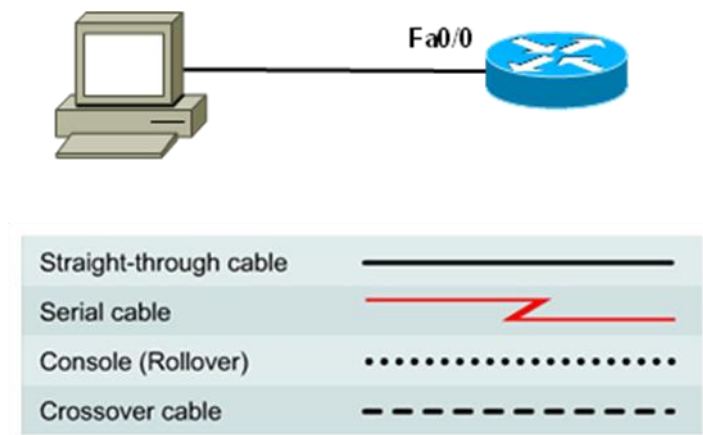 Fa0/0
Straight-through cable
Serial cable
Console (Rollover)
Crossover cable